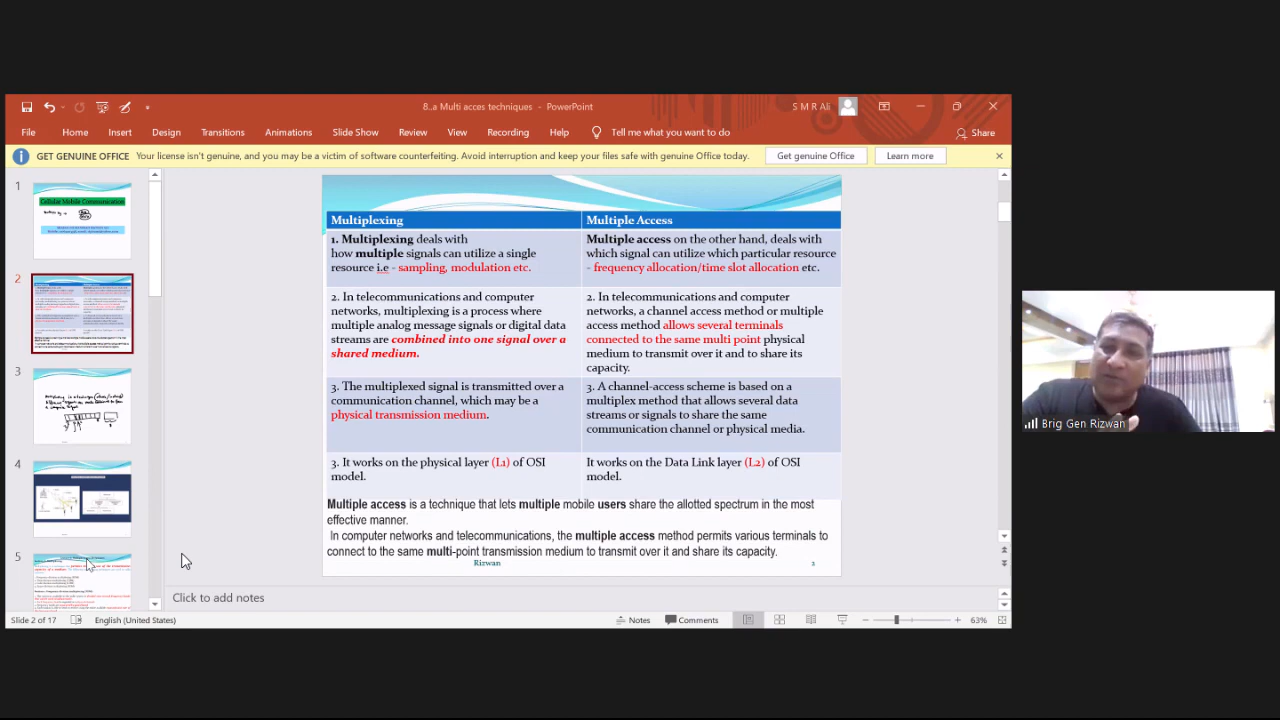 8..a Multi acces techniques - PowerPoint
S M R Ali
File Home Insert Design Transitions Animations Slide Show Review View Recording Help Tell me what you want to do Share
GET GENUINE OFFICE Your license isn't genuine, and you may be a victim of software counterfeiting. Avoid interruption and keep your files safe with genuine Office today. Get genuine Office Learn more
1
Cellular Mobile Communication
2
3
4
5
Multiplexing
1. Multiplexing deals with
how multiple signals can utilize a single
resource i.e - sampling, modulation etc.
2. In telecommunications and computer
networks, multiplexing is a process where
multiple analog message signals or digital data
streams are combined into one signal over a
shared medium.
3. The multiplexed signal is transmitted over a
communication channel, which may be a
physical transmission medium.
3. It works on the physical layer (L1) of OSI
model.
Multiple Access
Multiple access on the other hand, deals with
which signal can utilize which particular resource
- frequency allocation/time slot allocation etc.
2. In telecommunications and computer
networks, a channel access method or multiple
access method allows several terminals
connected to the same multi point physical
medium to transmit over it and to share its
capacity.
3. A channel-access scheme is based on a
multiplex method that allows several data
streams or signals to share the same
communication channel or physical media.
It works on the Data Link layer (L2) of OSI
model.
Multiple access is a technique that lets multiple mobile users share the allotted spectrum in the most
effective manner.
In computer networks and telecommunications, the multiple access method permits various terminals to
connect to the same multi-point transmission medium to transmit over it and share its capacity.
Rizwan
2
Click to add notes
Slide 2 of 17 English (United States) Notes Comments 63%
Brig Gen Rizwan